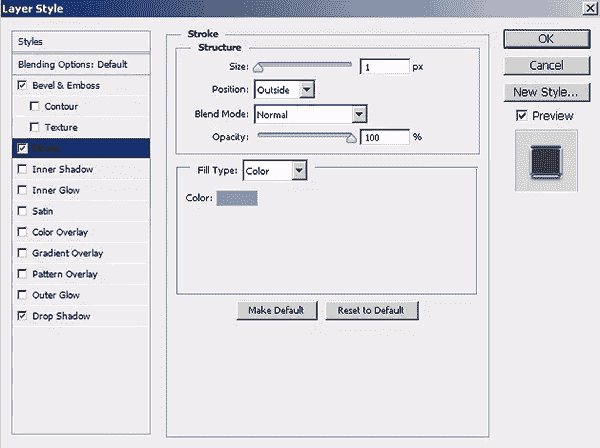 Layer Style
Styles
Blending Options: Default
Bevel & Emboss
Contour
Texture
Stroke
Inner Shadow
Inner Glow
Satin
Color Overlay
Gradient Overlay
Pattern Overlay
Outer Glow
Drop Shadow
Stroke
Structure
Size: 1 px
Position: Outside
Blend Mode: Normal
Opacity: 100 %
Fill Type: Color
Color:
Make Default Reset to Default
OK
Cancel
New Style...
Preview